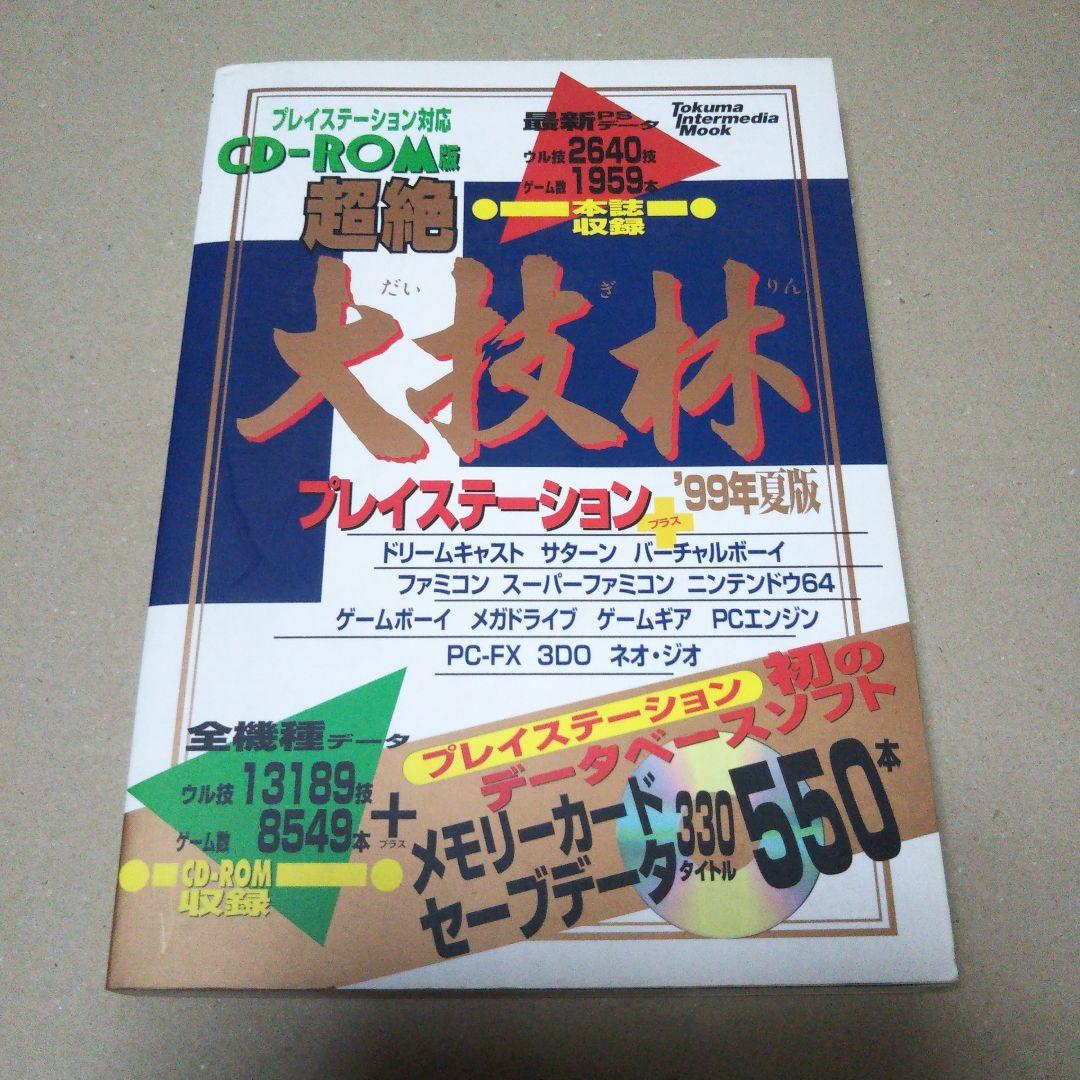 プレイステーション対応
CD-ROM版
超絶
最新PSデータ
ウル技2640技
ゲーム数1959本
本誌収録
Tokuma
Intermedia
Mook
だい ぎ りん
大技林
プレイステーション
プラス
'99年夏版
ドリームキャスト サターン バーチャルボーイ
ファミコン スーパーファミコン ニンテンドウ64
ゲームボーイ メガドライブ ゲームギア PCエンジン
PC-FX 3DO ネオ・ジオ
全機種データ
ウル技13189技
ゲーム数8549本
CD-ROM
収録
+
プラス
プレイステーション初の
データベースソフト
メモリーカード
セーブデータ
330
タイトル
550本